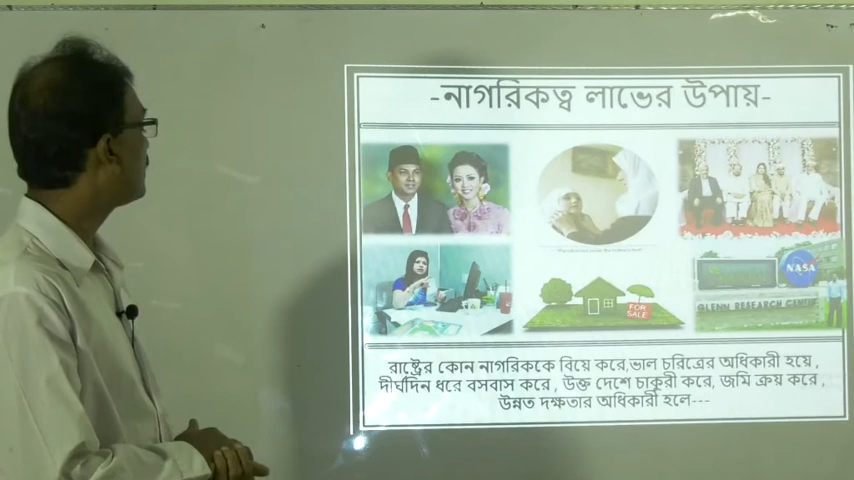 -নাগরিকত্ব লাভের উপায়-
FOR SALE
NASA
GLENN RESEARCH CENTER
রাষ্ট্রের কোন নাগরিককে বিয়ে করে,ভাল চরিত্রের অধিকারী হয়ে,
দীর্ঘদিন ধরে বসবাস করে, উক্ত দেশে চাকুরী করে, জমি ক্রয় করে,
উন্নত দক্ষতার অধিকারী হলে---